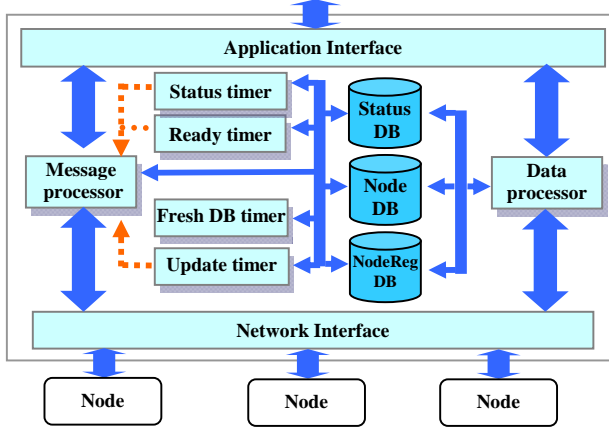 Application Interface
Status timer
Status
DB
Ready timer
Message
processor
Node
DB
Data
processor
Fresh DB timer
Update timer
NodeReg
DB
Network Interface
Node
Node
Node